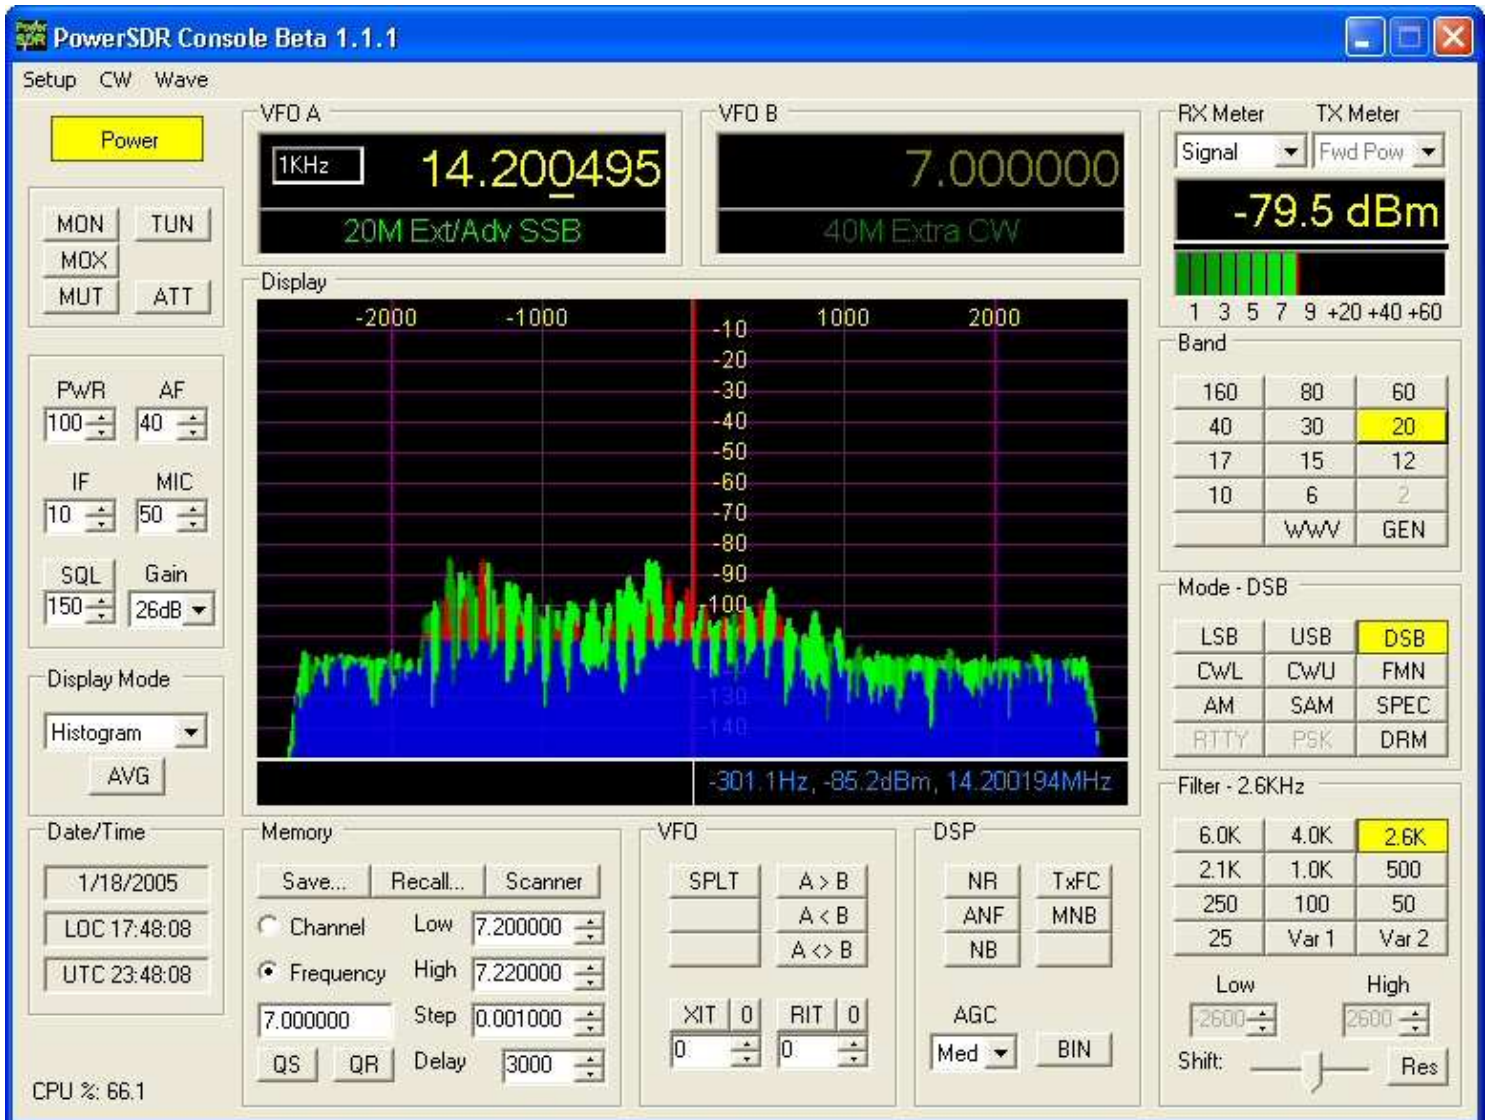 PowerSDR Console Beta 1.1.1
Setup CW Wave
Power
MON TUN
MOX
MUT ATT
PWR AF
100 40
IF MIC
10 50
SQL Gain
150 26dB
Display Mode
Histogram
AVG
Date/Time
1/18/2005
LOC 17:48:08
UTC 23:48:08
CPU %: 66.1
VFO A
1KHz 14.200495
20M Ext/Adv SSB
VFO B
7.000000
40M Extra CW
Display
-2000 -1000 1000 2000
-10
-20
-30
-40
-50
-60
-70
-80
-90
-100
-130
-140
-301.1Hz, -85.2dBm, 14.200194MHz
Memory
Save... Recall... Scanner
Channel Low 7.200000
Frequency High 7.220000
7.000000 Step 0.001000
QS QR Delay 3000
VFO
SPLT A > B
A < B
A <> B
XIT 0 RIT 0
0 0
DSP
NR TxFC
ANF MNB
NB
AGC
Med BIN
RX Meter TX Meter
Signal Fwd Pow
-79.5 dBm
1 3 5 7 9 +20 +40 +60
Band
160 80 60
40 30 20
17 15 12
10 6 2
WWV GEN
Mode - DSB
LSB USB DSB
CWL CWU FMN
AM SAM SPEC
RTTY PSK DRM
Filter - 2.6KHz
6.0K 4.0K 2.6K
2.1K 1.0K 500
250 100 50
25 Var 1 Var 2
Low High
-2600 2600
Shift: Res